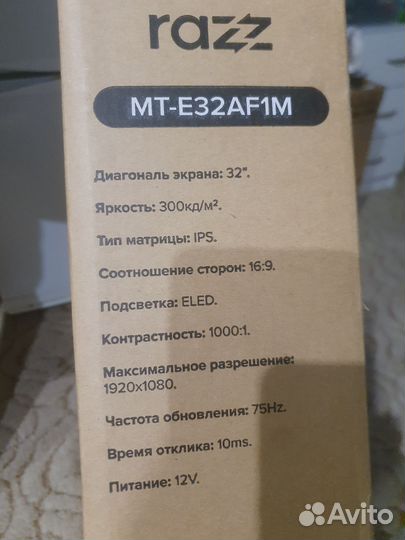 razz
MT-E32AF1M
Диагональ экрана: 32".
Яркость: 300кд/м².
Тип матрицы: IPS.
Соотношение сторон: 16:9.
Подсветка: ELED.
Контрастность: 1000:1.
Максимальное разрешение:
1920x1080.
Частота обновления: 75Hz.
Время отклика: 10ms.
Питание: 12V.
Avito